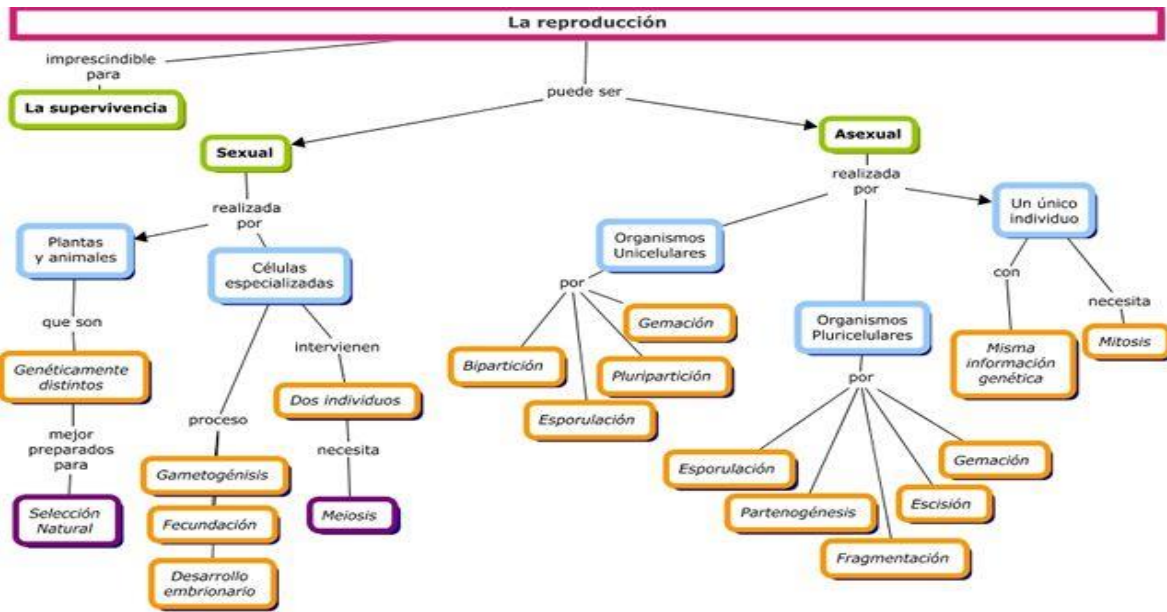 La reproducción
imprescindible
para
La supervivencia
puede ser
Sexual
realizada
por
Plantas
y animales
que son
Genéticamente
distintos
mejor
preparados
para
Selección
Natural
Células
especializadas
proceso
Gametogénisis
Fecundación
Desarrollo
embrionario
intervienen
Dos individuos
necesita
Meiosis
Asexual
realizada
por
Organismos
Unicelulares
por
Bipartición
Esporulación
Pluripartición
Gemación
Organismos
Pluricelulares
por
Esporulación
Partenogénesis
Fragmentación
Escisión
Gemación
Un único
individuo
con
Misma
información
genética
necesita
Mitosis